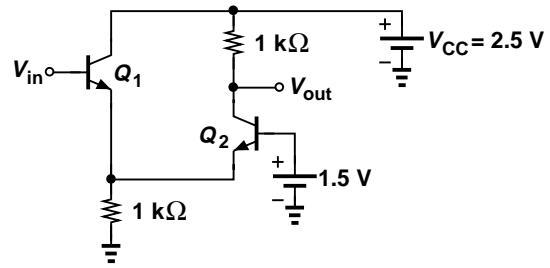 1 kΩ
V_CC = 2.5 V
V_in
Q_1
V_out
Q_2
1.5 V
1 kΩ